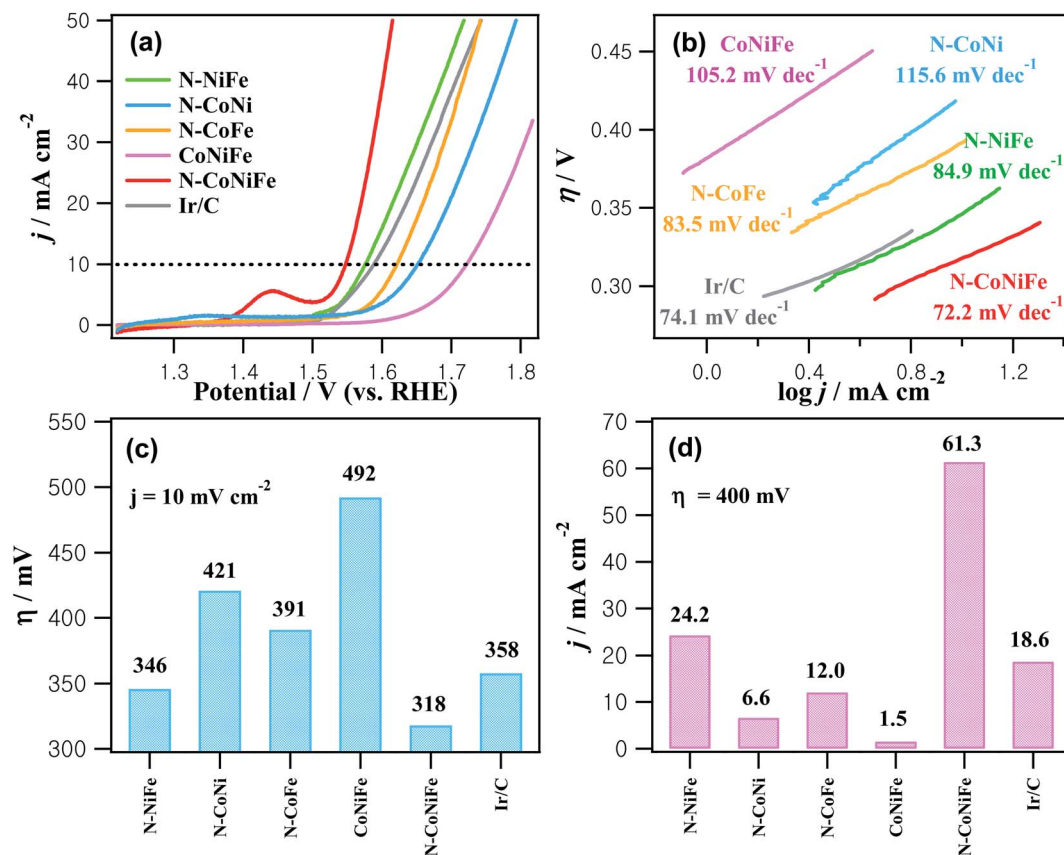 (a)
N-NiFe
N-CoNi
N-CoFe
CoNiFe
N-CoNiFe
Ir/C
50
40
30
20
10
0
j / mA cm-2
1.3 1.4 1.5 1.6 1.7 1.8
Potential / V (vs. RHE)
(b)
CoNiFe
105.2 mV dec-1
N-CoNi
115.6 mV dec-1
N-NiFe
84.9 mV dec-1
N-CoFe
83.5 mV dec-1
Ir/C
74.1 mV dec-1
N-CoNiFe
72.2 mV dec-1
0.45
0.40
0.35
0.30
η / V
0.0 0.4 0.8 1.2
log j / mA cm-2
(c)
j = 10 mV cm-2
550
500
450
400
350
300
η / mV
346
421
391
492
318
358
N-NiFe
N-CoNi
N-CoFe
CoNiFe
N-CoNiFe
Ir/C
(d)
η = 400 mV
70
60
50
40
30
20
10
0
j / mA cm-2
24.2
6.6
12.0
1.5
61.3
18.6
N-NiFe
N-CoNi
N-CoFe
CoNiFe
N-CoNiFe
Ir/C